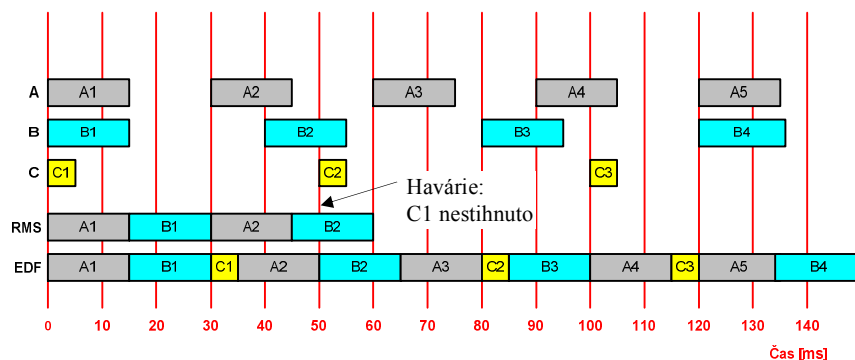 A A1 A2 A3 A4 A5
B B1 B2 B3 B4
C C1 C2 C3
Havárie:
C1 nestihnuto
RMS A1 B1 A2 B2
EDF A1 B1 C1 A2 B2 A3 C2 B3 A4 C3 A5 B4
0 10 20 30 40 50 60 70 80 90 100 110 120 130 140
Čas [ms]